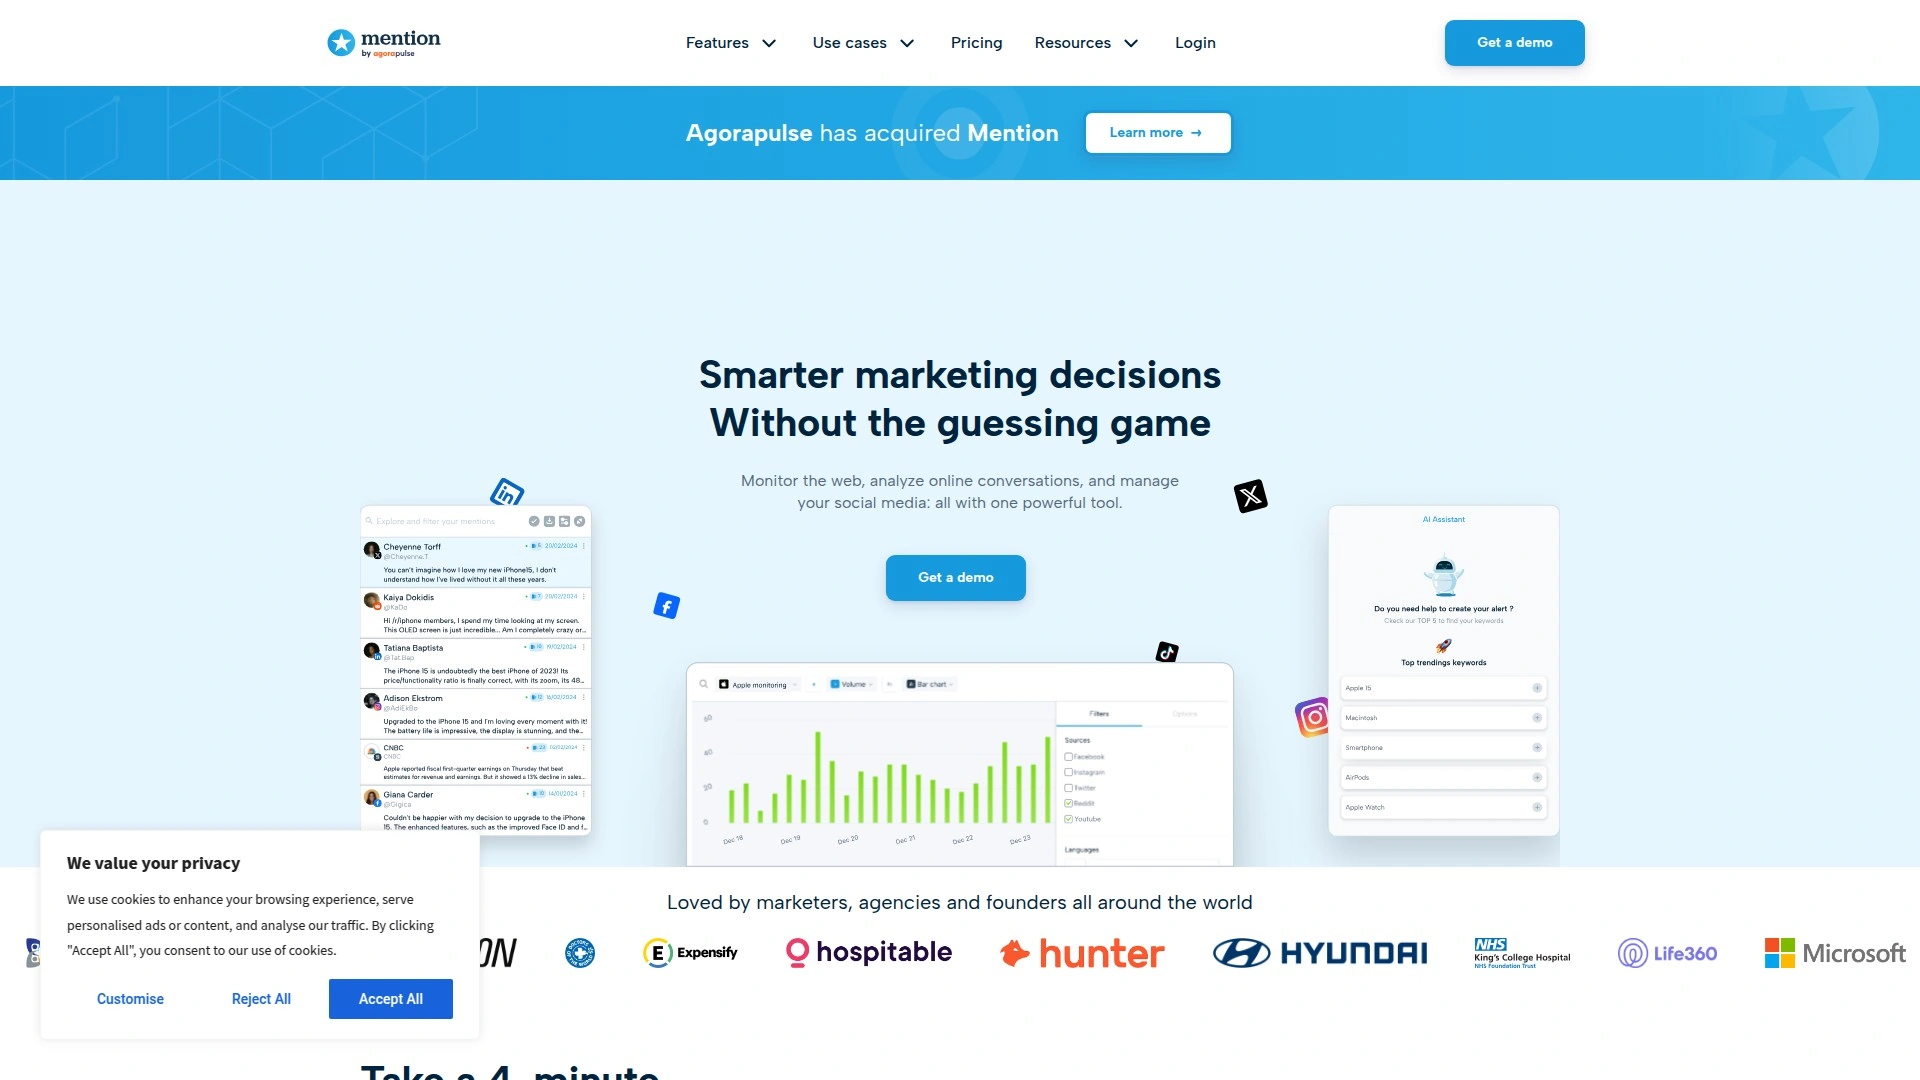 mention
by agorapulse
Features
Use cases
Pricing
Resources
Login
Get a demo
Agorapulse has acquired Mention
Learn more →
Smarter marketing decisions
Without the guessing game
Monitor the web, analyze online conversations, and manage
your social media: all with one powerful tool.
Get a demo
Explore and filter your mentions
Cheyenne Torff
20/02/2024
@Cheyenne.T
You can't imagine how I love my new iPhone15, I don't
understand how I've lived without it all these years.
Kaiya Dokidis
20/02/2024
@KaDo
Hi /r/iphone members, I spend my time looking at my screen.
This OLED screen is just incredible... Am I completely crazy or...
Tatiana Baptista
19/02/2024
@Tat.Bap
The iPhone 15 is undoubtedly the best iPhone of 2023! Its
price/functionality ratio is finally correct, with its zoom, its 48...
Adison Ekstrom
16/02/2024
@AdiEkBo
Upgraded to the iPhone 15 and I'm loving every moment with it!
The battery life is impressive, the display is stunning, and the...
CNBC
02/02/2024
CNBC
Apple reported fiscal first-quarter earnings on Thursday that beat
estimates for revenue and earnings. But it showed a 13% decline in sales...
Giana Carder
14/01/2024
@Gigica
Couldn't be happier with my decision to upgrade to the iPhone
15. The enhanced features, such as the improved Face ID and f...
Apple monitoring
Volume
Bar chart
Filters
Options
60
40
20
0
Dec 18
Dec 19
Dec 20
Dec 21
Dec 22
Dec 23
Sources
Facebook
Instagram
Twitter
Reddit
Youtube
Languages
AI Assistant
Do you need help to create your alert ?
Ckeck our TOP 5 to find your keywords
Top trendings keywords
Apple 15
Macintosh
Smartphone
AirPods
Apple Watch
Loved by marketers, agencies and founders all around the world
ON
DOCTORS OF THE WORLD
Expensify
hospitable
hunter
HYUNDAI
NHS
King's College Hospital
NHS Foundation Trust
Life360
Microsoft
We value your privacy
We use cookies to enhance your browsing experience, serve
personalised ads or content, and analyse our traffic. By clicking
"Accept All", you consent to our use of cookies.
Customise
Reject All
Accept All
Take a 4-minute